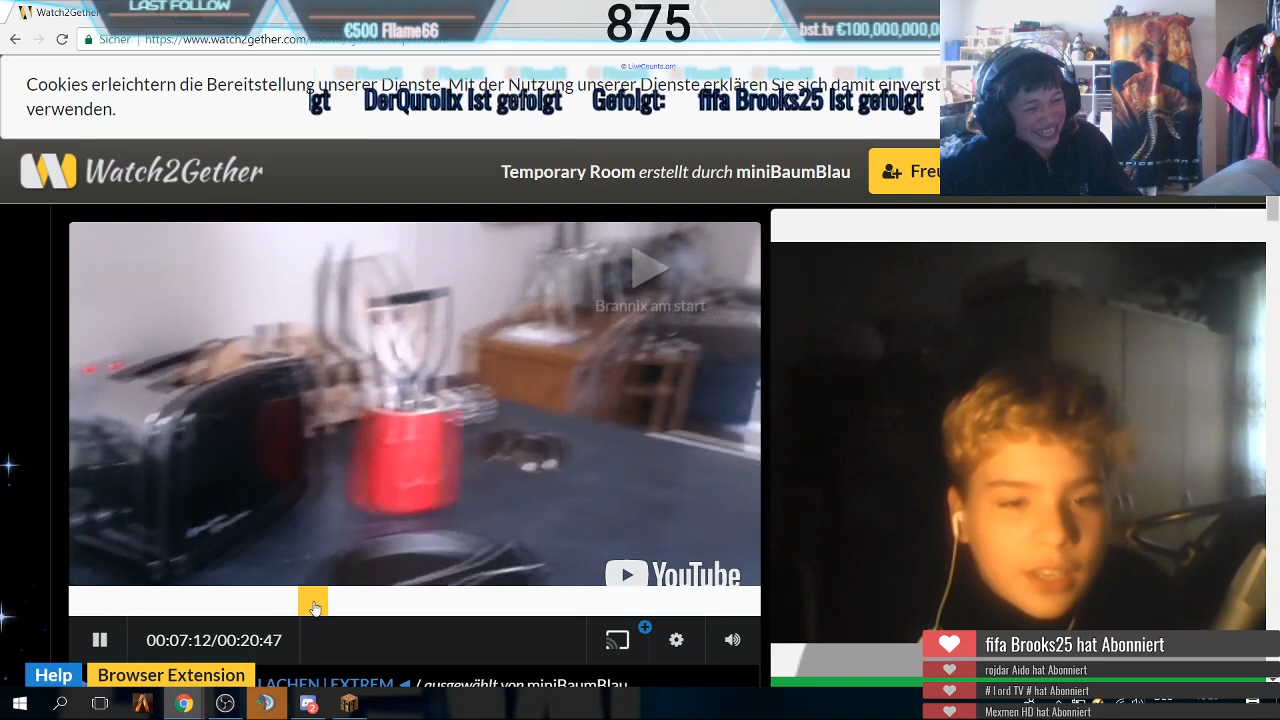 LAST FOLLOW
€500 Fllame66
875
bst.tv €100,000,000
© LiveCounts.org
Watch2Gether
Sicher
https://www.watch2gether.com
Cookies erleichtern die Bereitstellung unserer Dienste. Mit der Nutzung unserer Dienste erklären Sie sich damit einverst
verwenden.
gt DerQurolix ist gefolgt Gefolgt: fifa Brooks25 ist gefolgt
Watch2Gether
Temporary Room erstellt durch miniBaumBlau
Freu
Brannix am start
YouTube
00:07:12/00:20:47
Help
Browser Extension
LACHEN | EXTREM ◄ / ausgewählt von miniBaumBlau
fifa Brooks25 hat Abonniert
rojdar Aido hat Abonniert
# Lord TV # hat Abonniert
Mexmen HD hat Abonniert